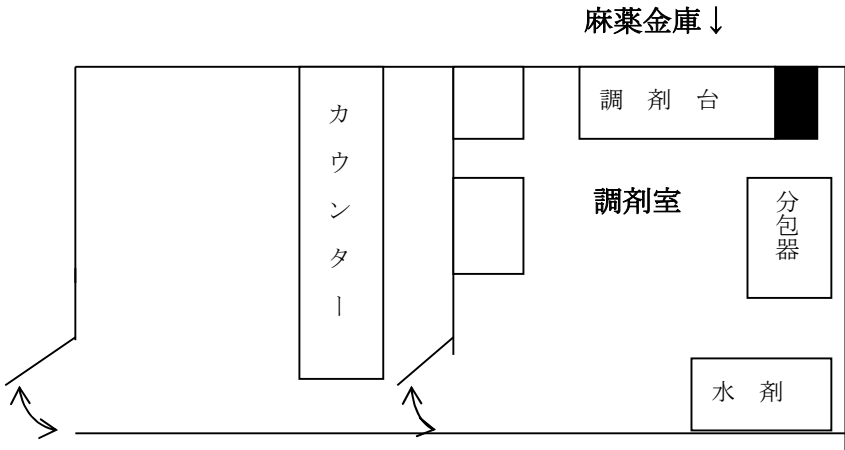 麻薬金庫↓
カウンター
調剤台
調剤室
分包器
水剤